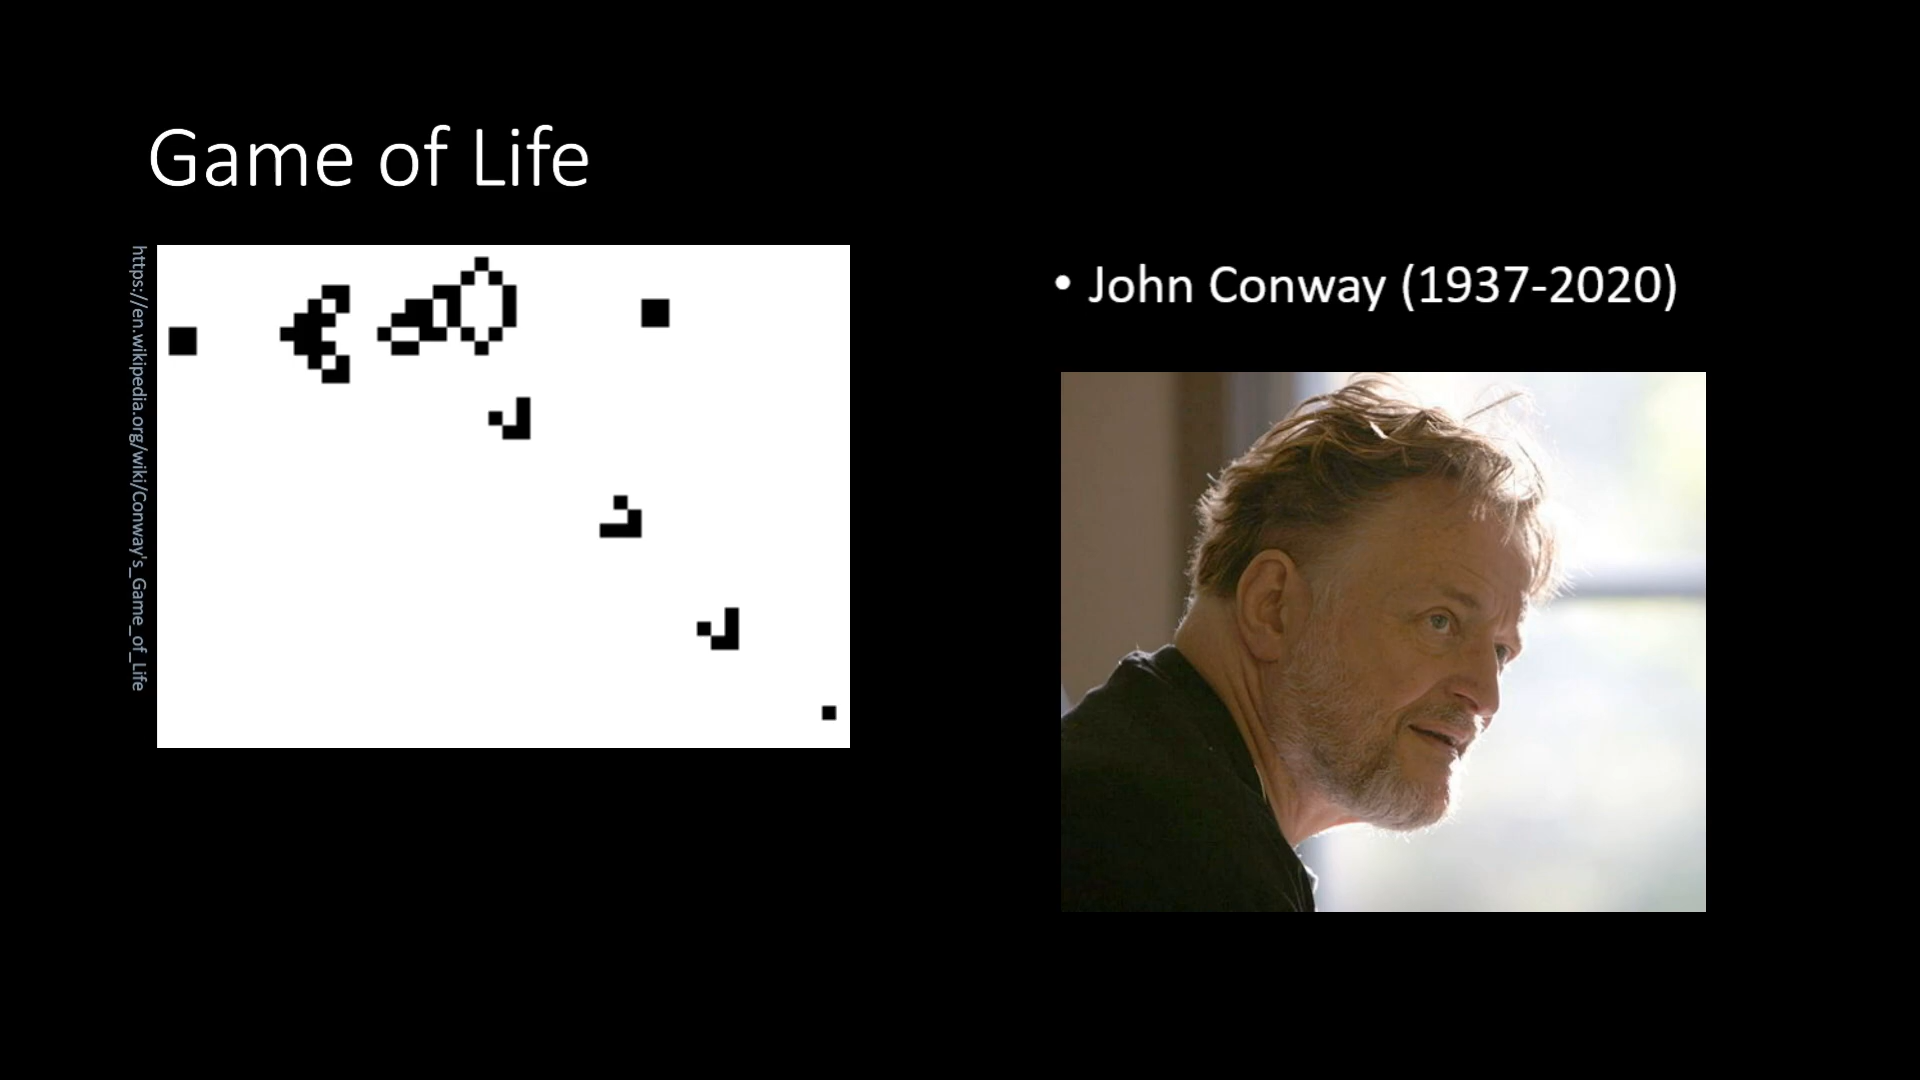 Game of Life
https://en.wikipedia.org/wiki/Conway's_Game_of_Life
• John Conway (1937-2020)